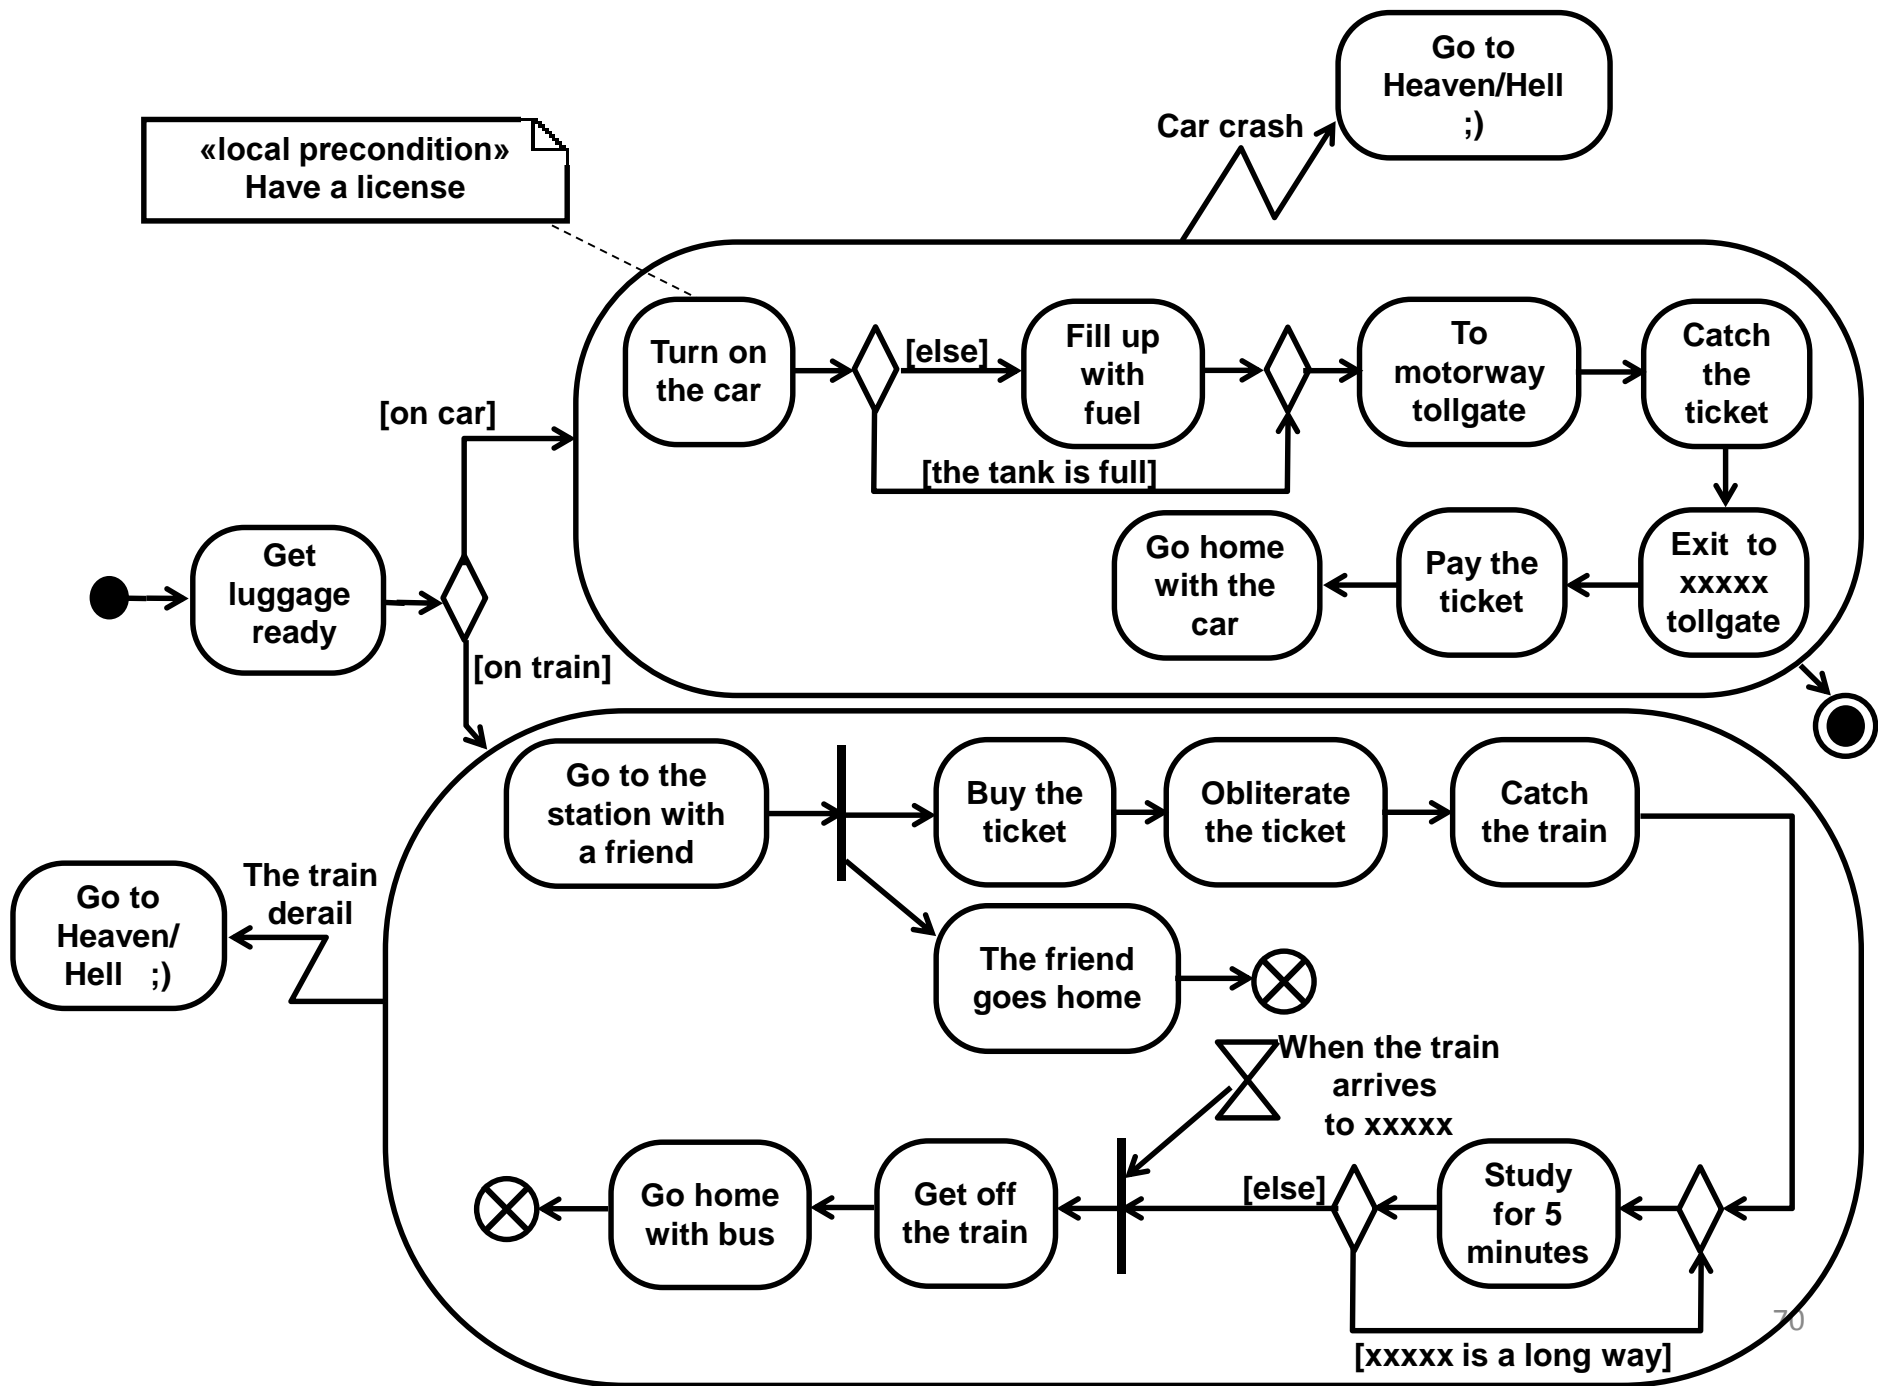 Go to
Heaven/Hell
;)
Car crash
«local precondition»
Have a license
Turn on
the car
[else]
Fill up
with
fuel
To
motorway
tollgate
Catch
the
ticket
[on car]
[the tank is full]
Go home
with the
car
Pay the
ticket
Exit to
xxxxx
tollgate
Get
luggage
ready
[on train]
Go to the
station with
a friend
Buy the
ticket
Obliterate
the ticket
Catch
the train
Go to
Heaven/
Hell ;)
The train
derail
The friend
goes home
When the train
arrives
to xxxxx
Go home
with bus
Get off
the train
[else]
Study
for 5
minutes
70
[xxxxx is a long way]